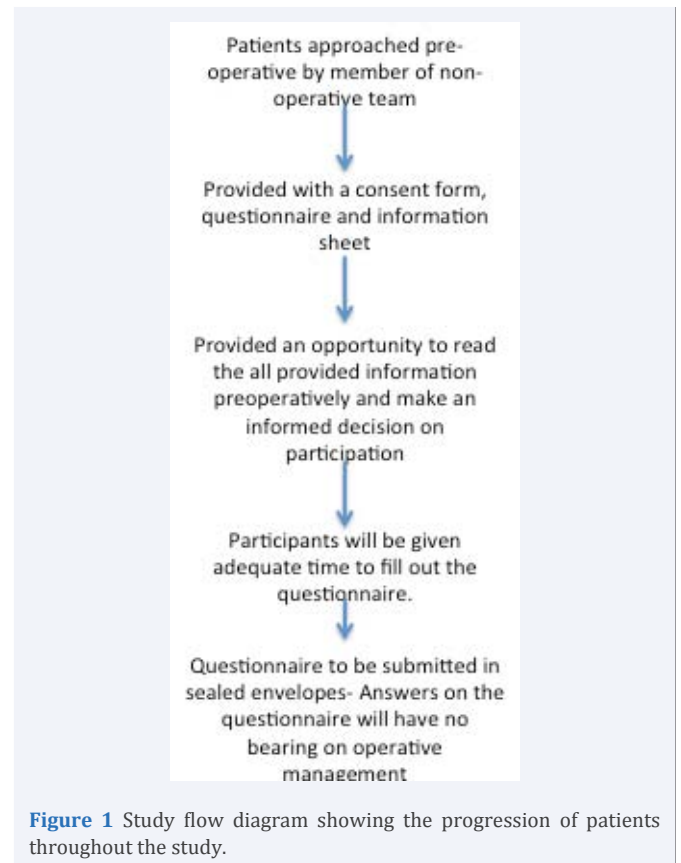 Patients approached pre-
operative by member of non-
operative team
Provided with a consent form,
questionnaire and information
sheet
Provided an opportunity to read
the all provided information
preoperatively and make an
informed decision on
participation
Participants will be given
adequate time to fill out the
questionnaire.
Questionnaire to be submitted in
sealed envelopes- Answers on the
questionnaire will have no
bearing on operative
management
Figure 1 Study flow diagram showing the progression of patients
throughout the study.